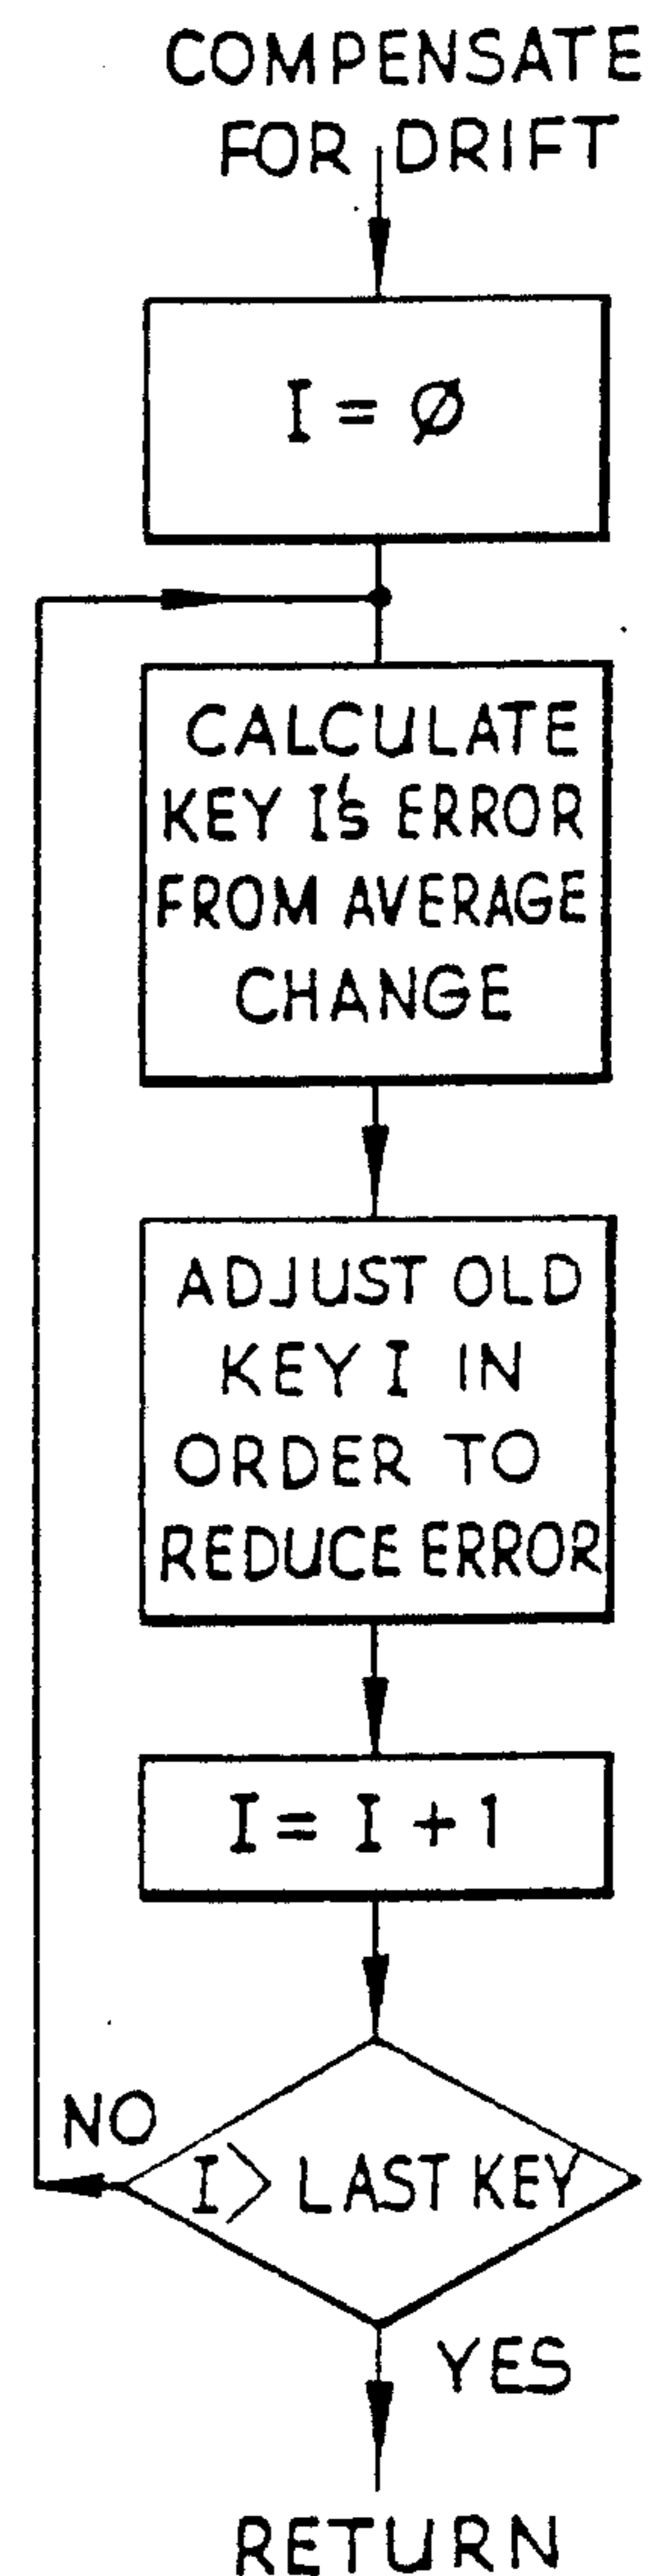 COMPENSATE
FOR DRIFT
I = Ø
CALCULATE
KEY I's ERROR
FROM AVERAGE
CHANGE
ADJUST OLD
KEY I IN
ORDER TO
REDUCE ERROR
I = I + 1
NO
I > LAST KEY
YES
RETURN